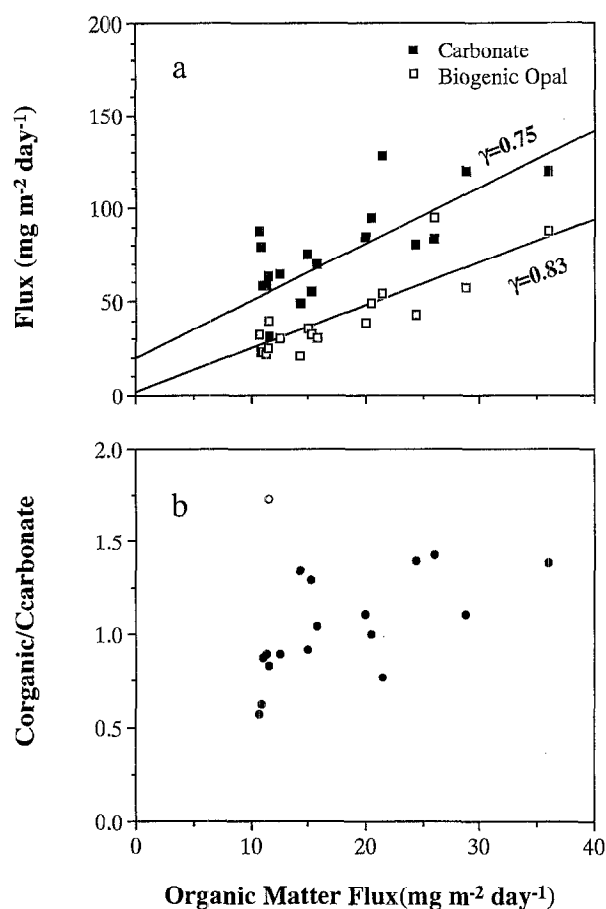 200
150
100
50
0
Flux (mg m-2 day-1)
a
Carbonate
Biogenic Opal
γ=0.75
γ=0.83
2.0
1.5
1.0
0.5
0.0
Corganic/Ccarbonate
b
0 10 20 30 40
Organic Matter Flux(mg m-2 day-1)